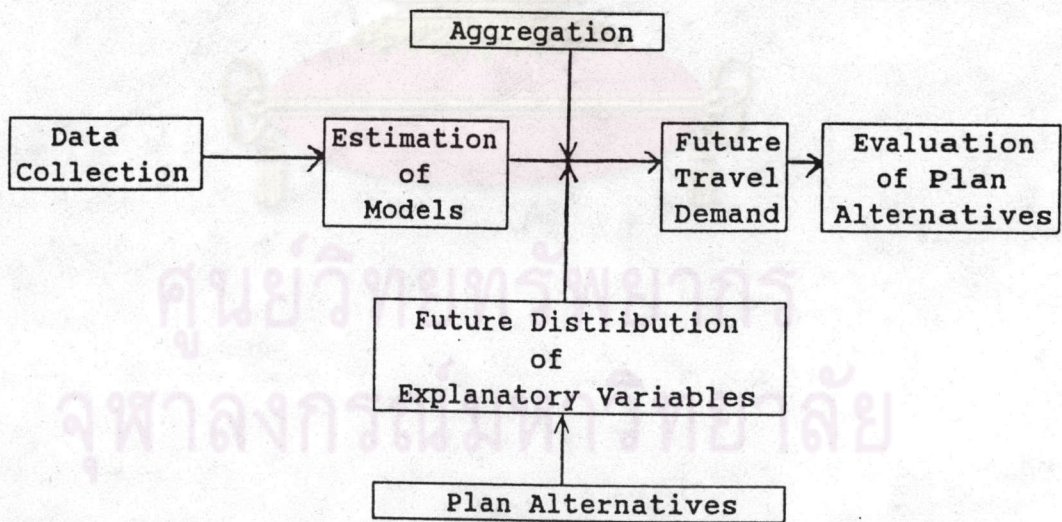 Aggregation
Data
Collection
Estimation
of
Models
Future
Travel
Demand
Evaluation
of Plan
Alternatives
Future Distribution
of
Explanatory Variables
Plan Alternatives
ศูนย์วิทยทรัพยากร
จุฬาลงกรณ์มหาวิทยาลัย